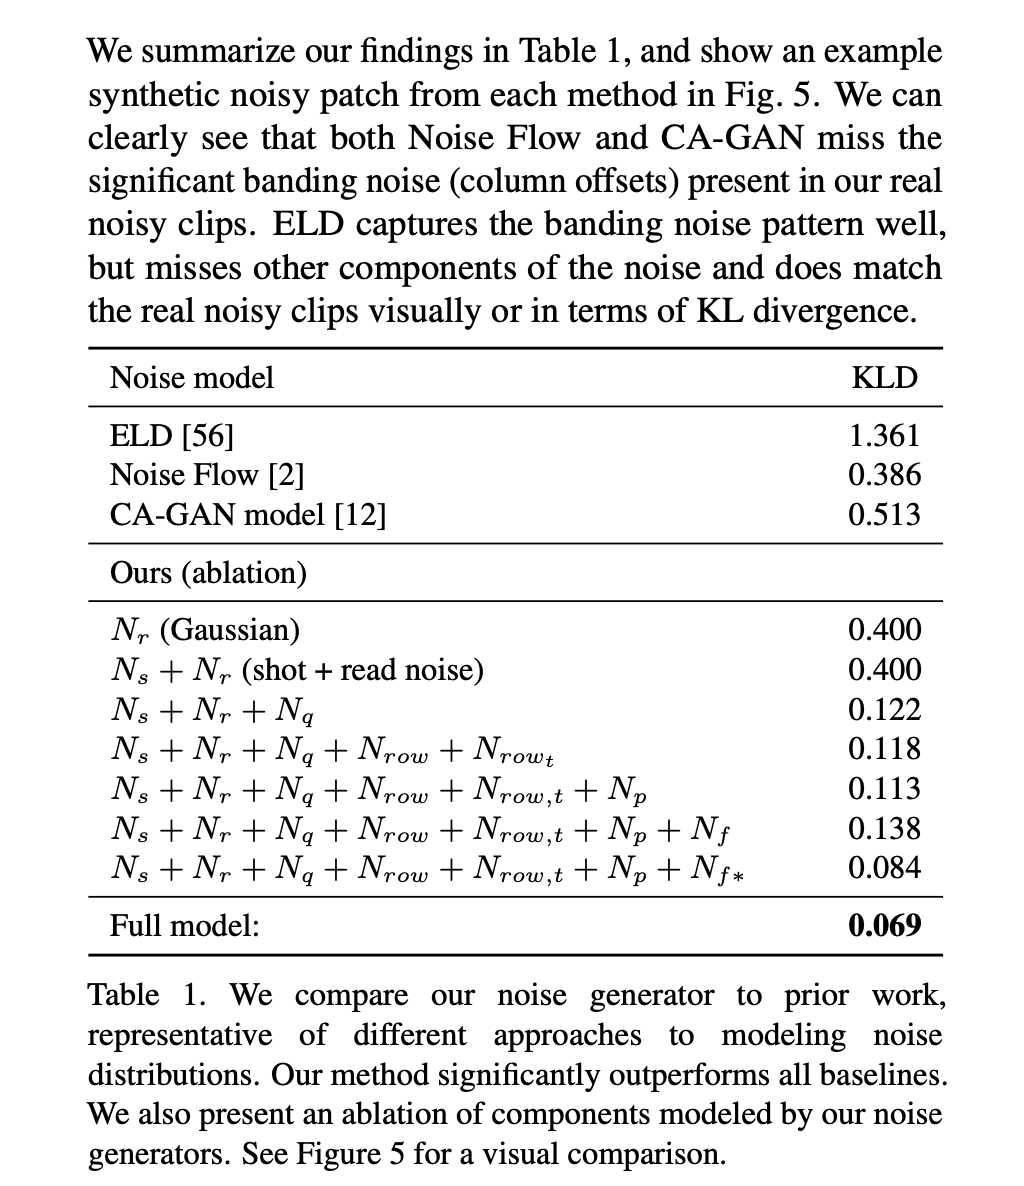 We summarize our findings in Table 1, and show an example
synthetic noisy patch from each method in Fig. 5. We can
clearly see that both Noise Flow and CA-GAN miss the
significant banding noise (column offsets) present in our real
noisy clips. ELD captures the banding noise pattern well,
but misses other components of the noise and does match
the real noisy clips visually or in terms of KL divergence.
Noise model KLD
ELD [56] 1.361
Noise Flow [2] 0.386
CA-GAN model [12] 0.513
Ours (ablation)
N_r (Gaussian) 0.400
N_s + N_r (shot + read noise) 0.400
N_s + N_r + N_q 0.122
N_s + N_r + N_q + N_{row} + N_{row_t} 0.118
N_s + N_r + N_q + N_{row} + N_{row,t} + N_p 0.113
N_s + N_r + N_q + N_{row} + N_{row,t} + N_p + N_f 0.138
N_s + N_r + N_q + N_{row} + N_{row,t} + N_p + N_{f*} 0.084
Full model: 0.069
Table 1. We compare our noise generator to prior work,
representative of different approaches to modeling noise
distributions. Our method significantly outperforms all baselines.
We also present an ablation of components modeled by our noise
generators. See Figure 5 for a visual comparison.